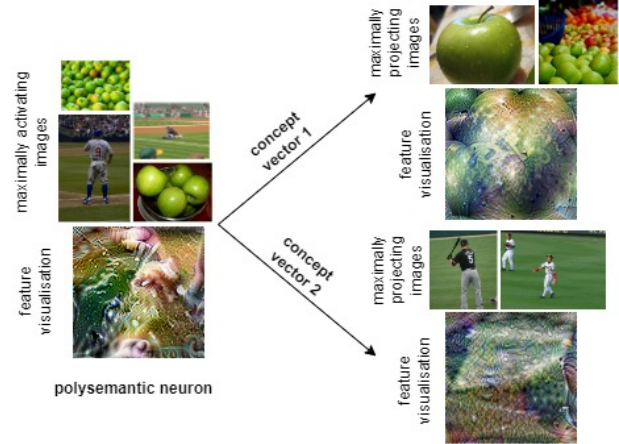 maximally activating
images
feature
visualisation
polysemantic neuron
concept
vector 1
concept
vector 2
maximally
projecting
images
feature
visualisation
maximally
projecting
images
feature
visualisation